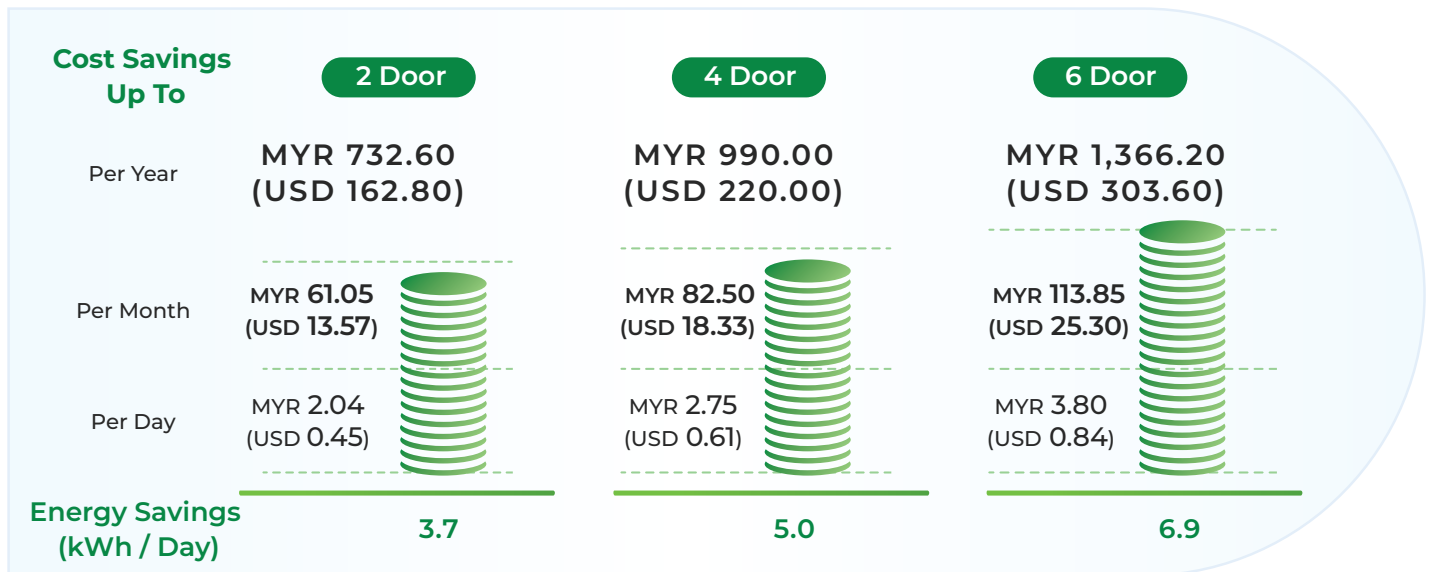 Cost Savings
Up To
2 Door
4 Door
6 Door
Per Year
MYR 732.60
(USD 162.80)
MYR 990.00
(USD 220.00)
MYR 1,366.20
(USD 303.60)
Per Month
MYR 61.05
(USD 13.57)
MYR 82.50
(USD 18.33)
MYR 113.85
(USD 25.30)
Per Day
MYR 2.04
(USD 0.45)
MYR 2.75
(USD 0.61)
MYR 3.80
(USD 0.84)
Energy Savings
(kWh / Day)
3.7
5.0
6.9